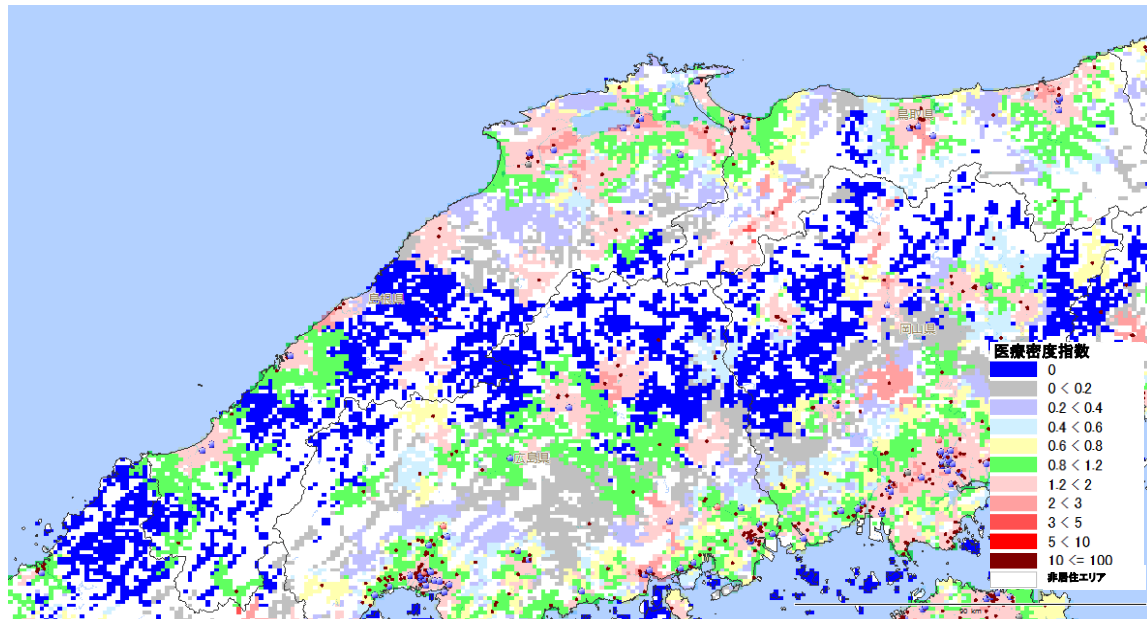 鳥取県
島根県
岡山県
広島県
医療密度指数
0
0 < 0.2
0.2 < 0.4
0.4 < 0.6
0.6 < 0.8
0.8 < 1.2
1.2 < 2
2 < 3
3 < 5
5 < 10
10 <= 100
非居住エリア